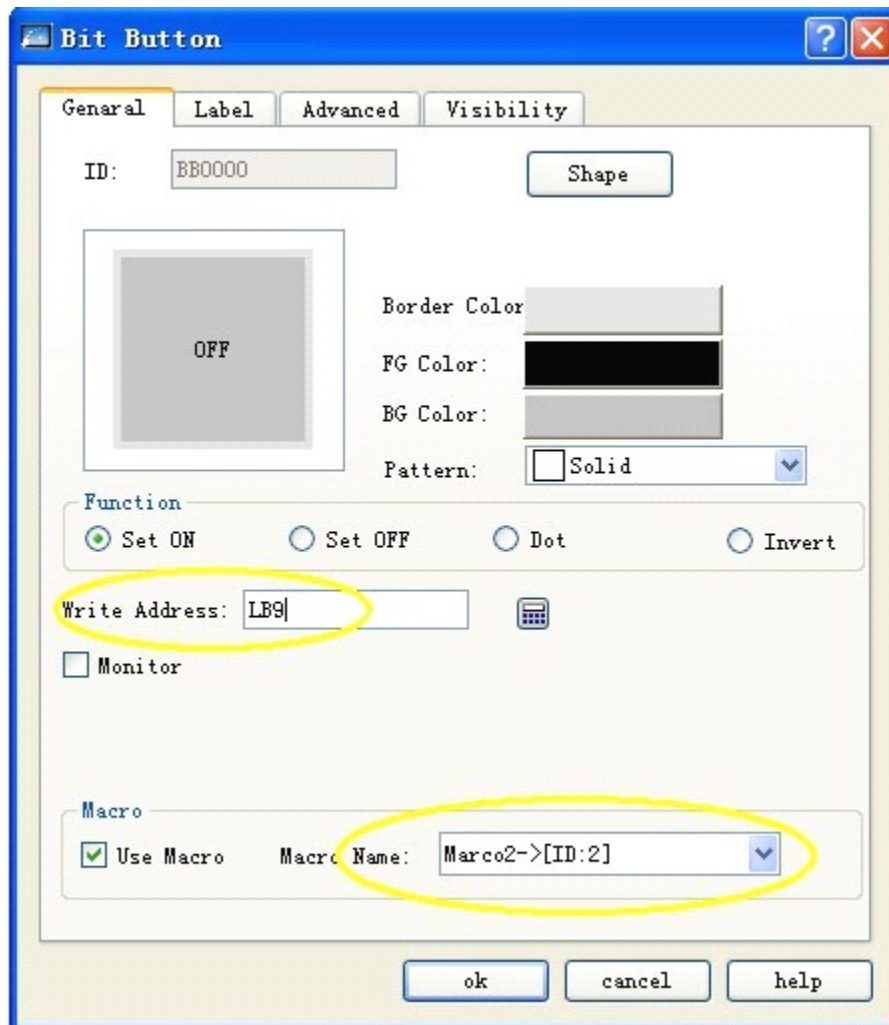 Bit Button
Genaral Label Advanced Visibility
ID: BB0000 Shape
OFF
Border Color
FG Color:
BG Color:
Pattern: Solid
Function
Set ON Set OFF Dot Invert
Write Address: LB9
Monitor
Macro
Use Macro Macro Name: Marco2->[ID:2]
ok cancel help